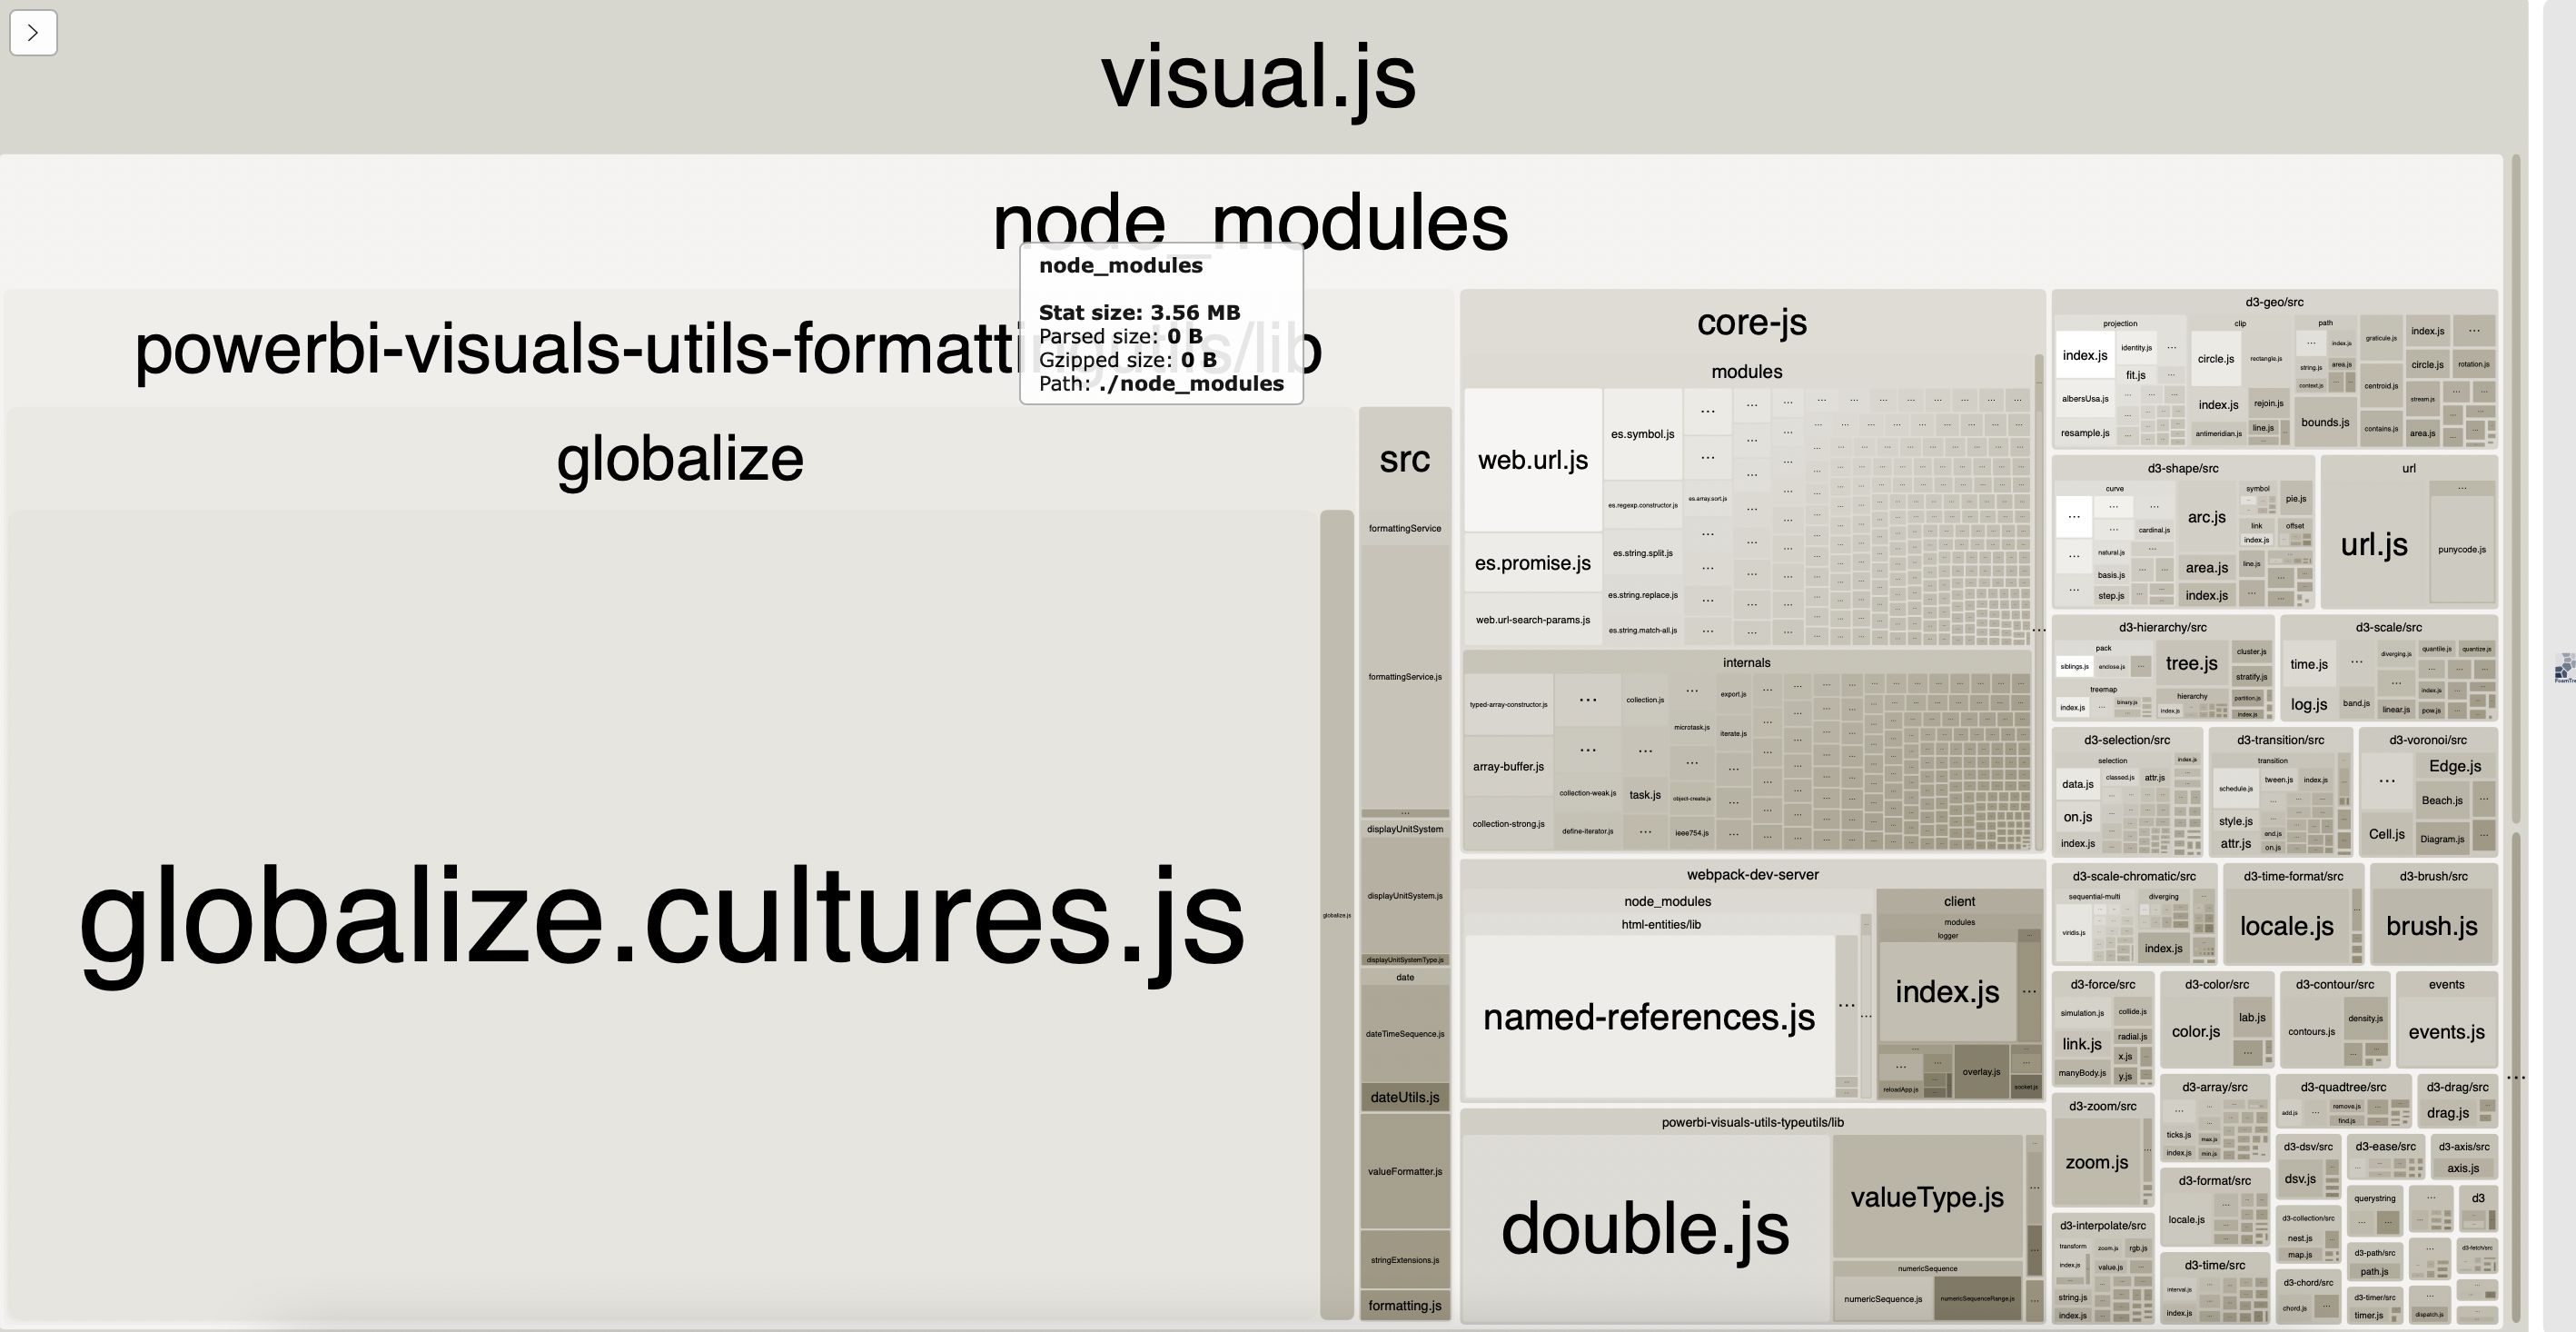 visual.js
node_modules
node_modules
Stat size: 3.56 MB
Parsed size: 0 B
Gzipped size: 0 B
Path: ./node_modules
globalize
globalize.cultures.js
globalize.js
src
formattingService
formattingService.js
...
displayUnitSystem
displayUnitSystem.js
displayUnitSystemType.js
date
dateTimeSequence.js
dateUtils.js
valueFormatter.js
stringExtensions.js
formatting.js
core-js
modules
web.url.js
es.promise.js
web.url-search-params.js
es.symbol.js
es.regexp.constructor.js
es.string.split.js
es.string.replace.js
es.string.match-all.js
es.array.sort.js
internals
typed-array-constructor.js
array-buffer.js
collection-strong.js
collection-weak.js
define-iterator.js
collection.js
task.js
microtask.js
object-create.js
ieee754.js
export.js
iterate.js
webpack-dev-server
node_modules
html-entities/lib
named-references.js
client
modules
logger
index.js
reloadApp.js
overlay.js
socket.js
powerbi-visuals-utils-typeutils/lib
double.js
valueType.js
numericSequence
numericSequence.js
numericSequenceRange.js
d3-geo/src
projection
index.js
identity.js
fit.js
albersUsa.js
resample.js
clip
circle.js
rectangle.js
index.js
rejoin.js
antimeridian.js
line.js
path
index.js
string.js
area.js
context.js
bounds.js
graticule.js
centroid.js
contains.js
index.js
circle.js
rotation.js
stream.js
area.js
d3-shape/src
curve
cardinal.js
natural.js
basis.js
step.js
arc.js
area.js
index.js
symbol
pie.js
link
index.js
offset
line.js
url
url.js
punycode.js
d3-hierarchy/src
pack
siblings.js
enclose.js
treemap
index.js
binary.js
tree.js
hierarchy
index.js
cluster.js
stratify.js
partition.js
index.js
d3-scale/src
time.js
log.js
band.js
diverging.js
linear.js
quantile.js
quantize.js
index.js
pow.js
d3-selection/src
selection
data.js
on.js
index.js
classed.js
attr.js
index.js
d3-transition/src
transition
schedule.js
style.js
attr.js
tween.js
index.js
end.js
on.js
d3-voronoi/src
Edge.js
Beach.js
Cell.js
Diagram.js
d3-scale-chromatic/src
sequential-multi
viridis.js
diverging
index.js
d3-time-format/src
locale.js
d3-brush/src
brush.js
d3-force/src
simulation.js
collide.js
link.js
radial.js
x.js
manyBody.js
y.js
d3-color/src
color.js
lab.js
d3-contour/src
contours.js
density.js
events
events.js
d3-zoom/src
zoom.js
d3-array/src
ticks.js
max.js
index.js
min.js
d3-quadtree/src
add.js
remove.js
find.js
d3-drag/src
drag.js
d3-dsv/src
dsv.js
d3-ease/src
d3-axis/src
axis.js
d3-format/src
locale.js
querystring
d3
d3-interpolate/src
transform
index.js
zoom.js
rgb.js
value.js
string.js
index.js
d3-collection/src
nest.js
map.js
d3-path/src
path.js
d3-fetch/src
d3-time/src
interval.js
index.js
d3-chord/src
chord.js
d3-timer/src
timer.js
dispatch.js